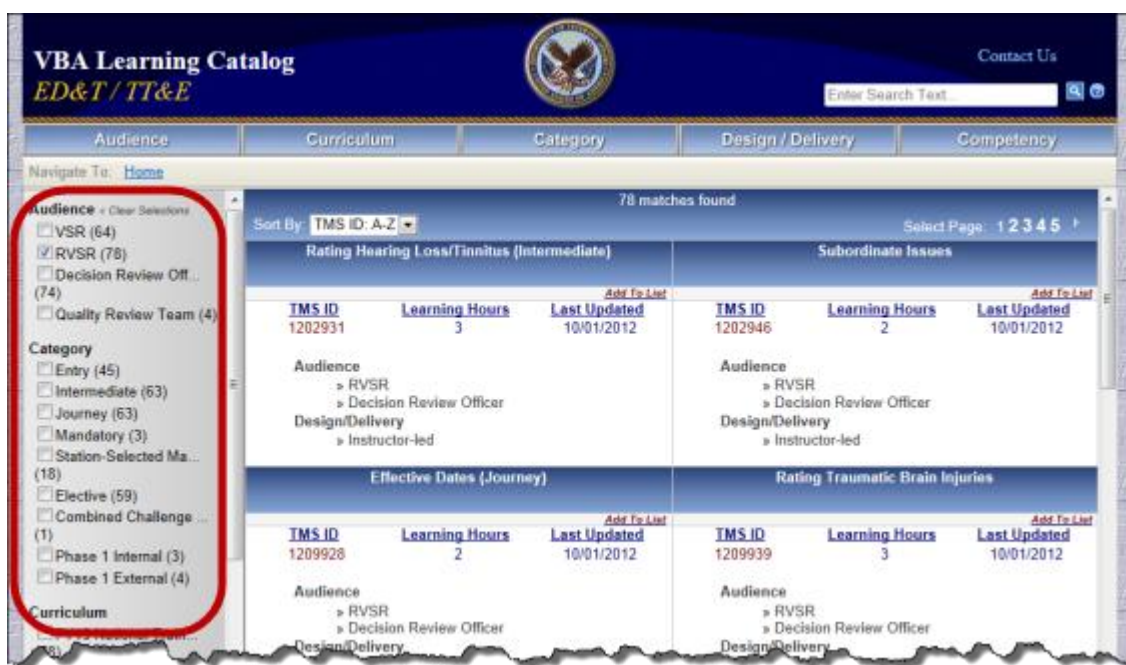 VBA Learning Catalog
ED&T / TT&E
Contact Us
Enter Search Text...
Audience
Curriculum
Category
Design / Delivery
Competency
Navigate To: Home
Audience « Clear Selections
VSR (64)
RVSR (78)
Decision Review Off...
(74)
Quality Review Team (4)
Category
Entry (45)
Intermediate (63)
Journey (63)
Mandatory (3)
Station-Selected Ma...
(18)
Elective (59)
Combined Challenge ...
(1)
Phase 1 Internal (3)
Phase 1 External (4)
Curriculum
78 matches found
Sort By: TMS ID: A-Z
Select Page: 1 2 3 4 5
Rating Hearing Loss/Tinnitus (Intermediate)
Add To List
TMS ID Learning Hours Last Updated
1202931 3 10/01/2012
Audience
» RVSR
» Decision Review Officer
Design/Delivery
» Instructor-led
Subordinate Issues
Add To List
TMS ID Learning Hours Last Updated
1202946 2 10/01/2012
Audience
» RVSR
» Decision Review Officer
Design/Delivery
» Instructor-led
Effective Dates (Journey)
Add To List
TMS ID Learning Hours Last Updated
1209928 2 10/01/2012
Audience
» RVSR
» Decision Review Officer
Design/Delivery
Rating Traumatic Brain Injuries
Add To List
TMS ID Learning Hours Last Updated
1209939 3 10/01/2012
Audience
» RVSR
» Decision Review Officer
Design/Delivery